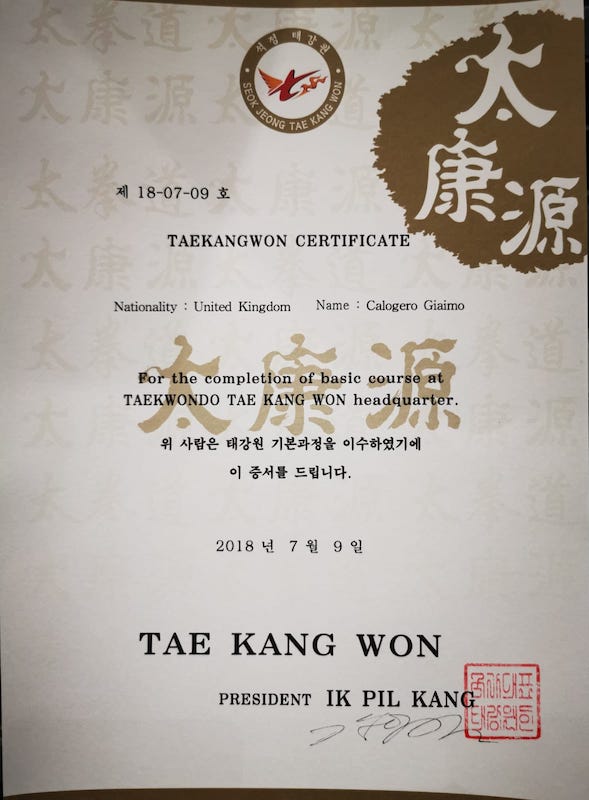 석정 태강원
SEOK JEONG TAE KANG WON
太
康
源
제 18-07-09 호
TAEKANGWON CERTIFICATE
Nationality : United Kingdom Name : Calogero Giaimo
太康源
For the completion of basic course at
TAEKWONDO TAE KANG WON headquarter.
위 사람은 태강원 기본과정을 이수하였기에
이 증서를 드립니다.
2018 년 7 월 9 일
TAE KANG WON
PRESIDENT IK PIL KANG